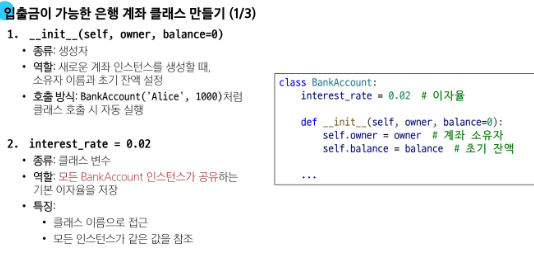 입출금이 가능한 은행 계좌 클래스 만들기 (1/3)
1. __init__(self, owner, balance=0)
• 종류: 생성자
• 역할: 새로운 계좌 인스턴스를 생성할 때,
소유자 이름과 초기 잔액 설정
• 호출 방식: BankAccount('Alice', 1000)처럼
클래스 호출 시 자동 실행
2. interest_rate = 0.02
• 종류: 클래스 변수
• 역할: 모든 BankAccount 인스턴스가 공유하는
기본 이자율을 저장
• 특징:
• 클래스 이름으로 접근
• 모든 인스턴스가 같은 값을 참조
class BankAccount:
interest_rate = 0.02 # 이자율
def __init__(self, owner, balance=0):
self.owner = owner # 계좌 소유자
self.balance = balance # 초기 잔액
...